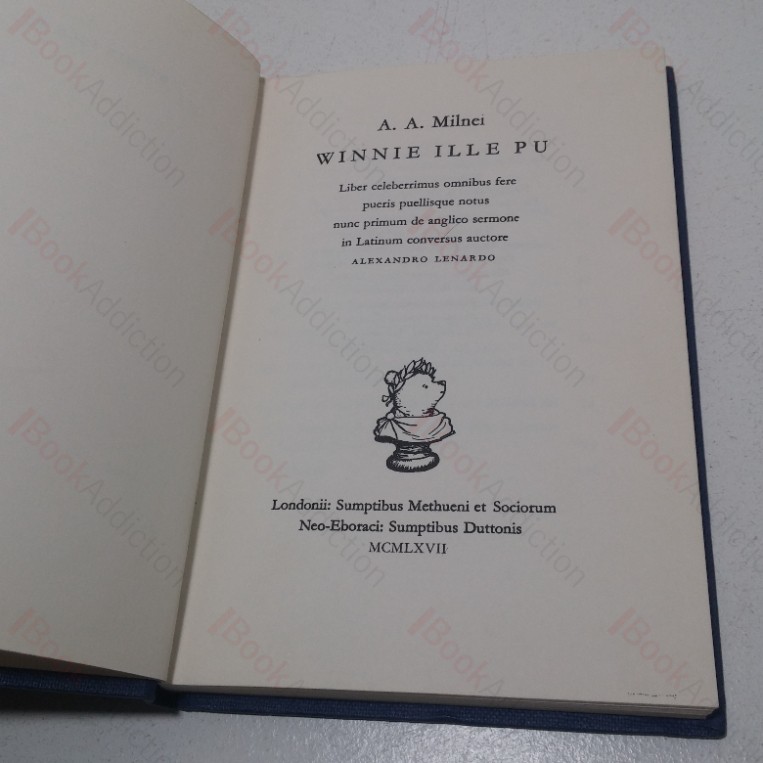 A. A. Milnei
WINNIE ILLE PU
Liber celeberrimus omnibus fere
pueris puellisque notus
nunc primum de anglico sermone
in Latinum conversus auctore
ALEXANDRO LENARDO
Londonii: Sumptibus Methueni et Sociorum
Neo-Eboraci: Sumptibus Duttonis
MCMLXVII
BookAddiction